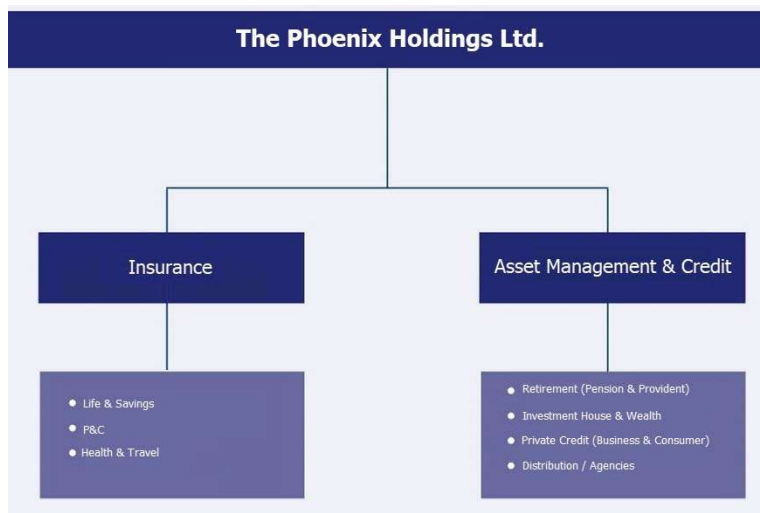 The Phoenix Holdings Ltd.
Insurance
Asset Management & Credit
Life & Savings
P&C
Health & Travel
Retirement (Pension & Provident)
Investment House & Wealth
Private Credit (Business & Consumer)
Distribution / Agencies